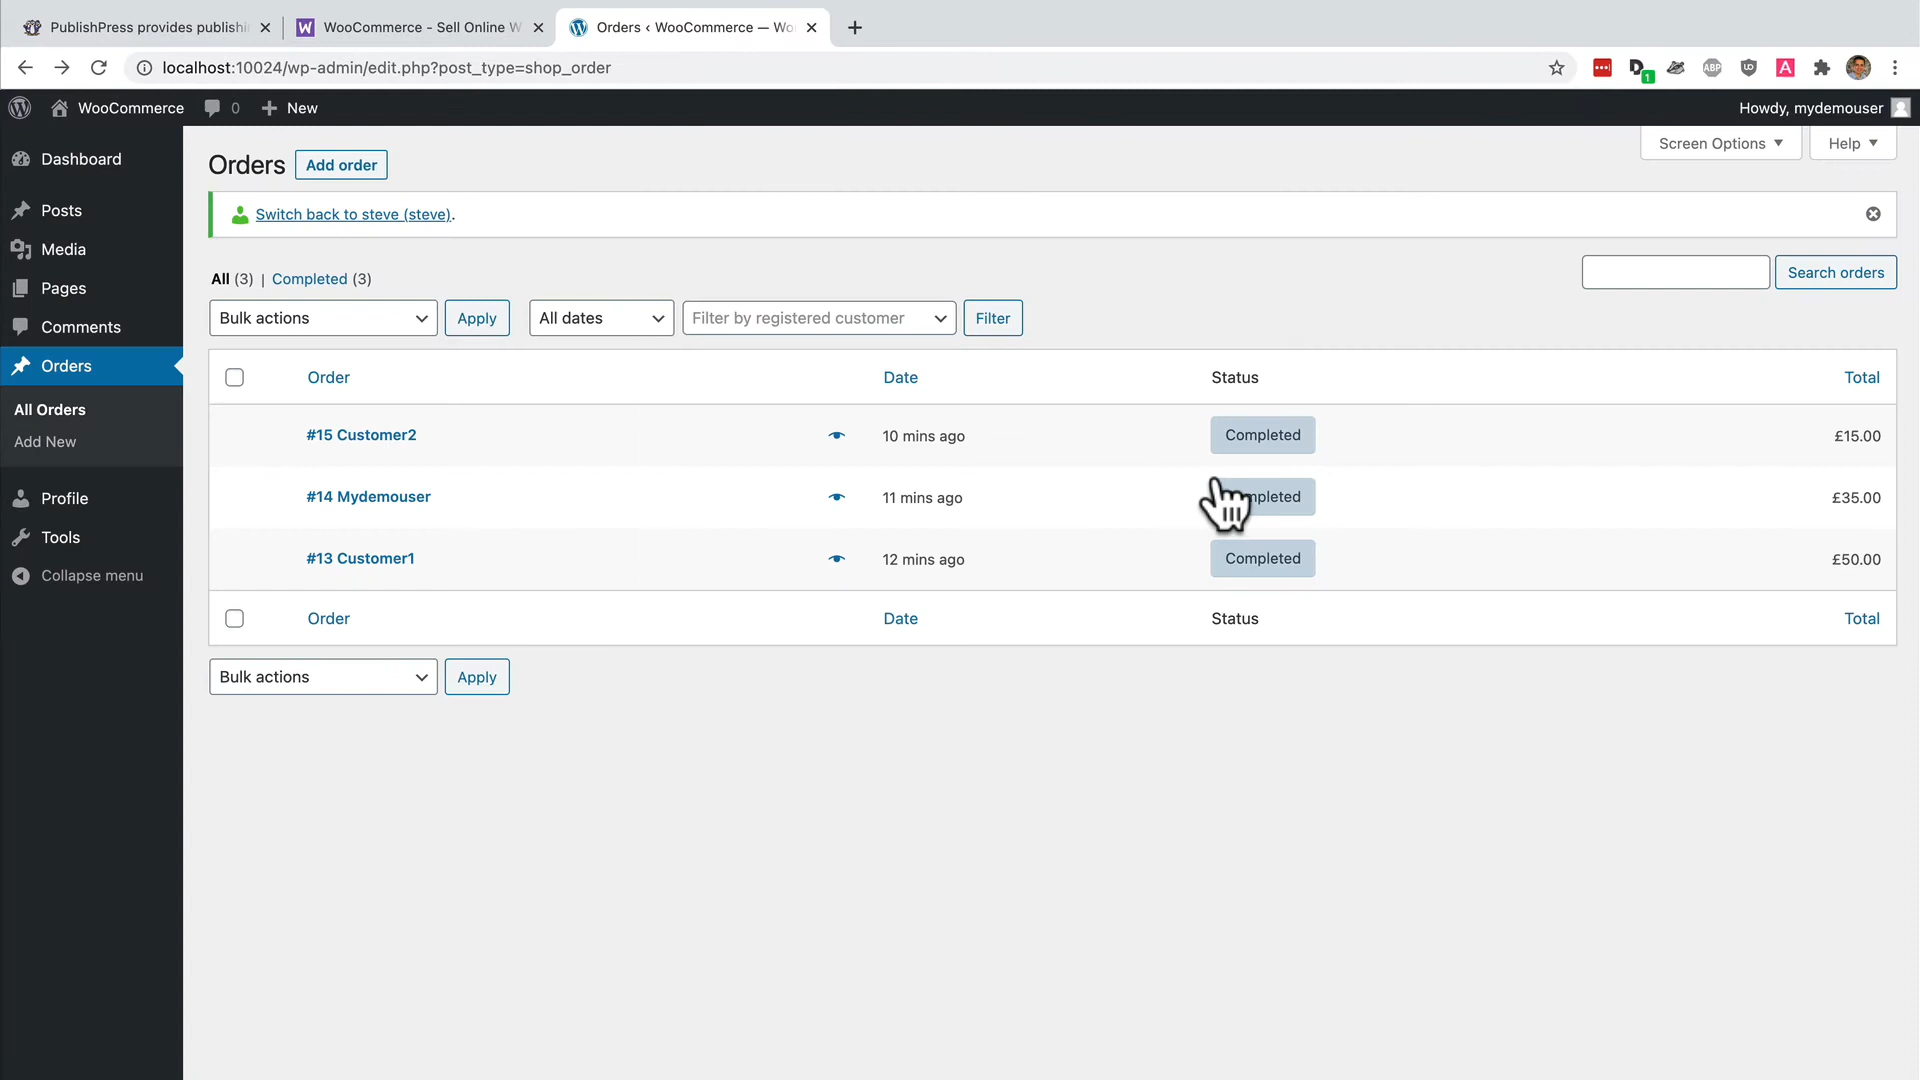 PublishPress provides publishi
WooCommerce - Sell Online W
Orders ‹ WooCommerce — Wo
localhost:10024/wp-admin/edit.php?post_type=shop_order
1
ABP
A
WooCommerce
0
New
Howdy, mydemouser
Dashboard
Posts
Media
Pages
Comments
Orders
All Orders
Add New
Profile
Tools
Collapse menu
Screen Options
Help
Orders
Add order
Switch back to steve (steve).
All (3) | Completed (3)
Search orders
Bulk actions
Apply
All dates
Filter by registered customer
Filter
Order Date Status Total
#15 Customer2 10 mins ago Completed £15.00
#14 Mydemouser 11 mins ago mpleted £35.00
#13 Customer1 12 mins ago Completed £50.00
Order Date Status Total
Bulk actions
Apply